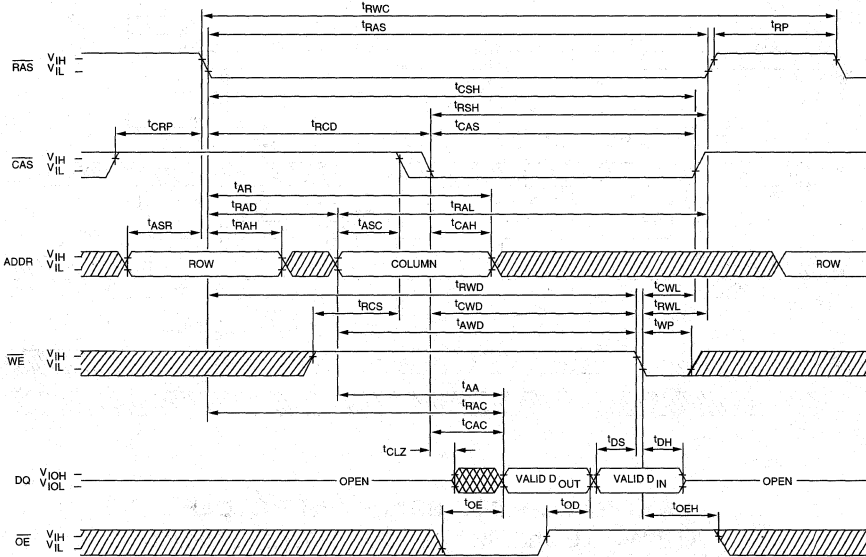 tRWC
tRAS
tRP
RAS VIH
VIL
tCSH
tRSH
tCRP
tRCD
tCAS
CAS VIH
VIL
tAR
tRAD
tRAL
tASR
tRAH
tASC
tCAH
ADDR VIH
VIL
ROW
COLUMN
ROW
tRWD
tCWL
tRCS
tCWD
tRWL
tAWD
tWP
WE VIH
VIL
tAA
tRAC
tCAC
tCLZ
tDS
tDH
DQ VIOH
VIOL
OPEN
VALID DOUT
VALID DIN
OPEN
tOE
tOD
tOEH
OE VIH
VIL